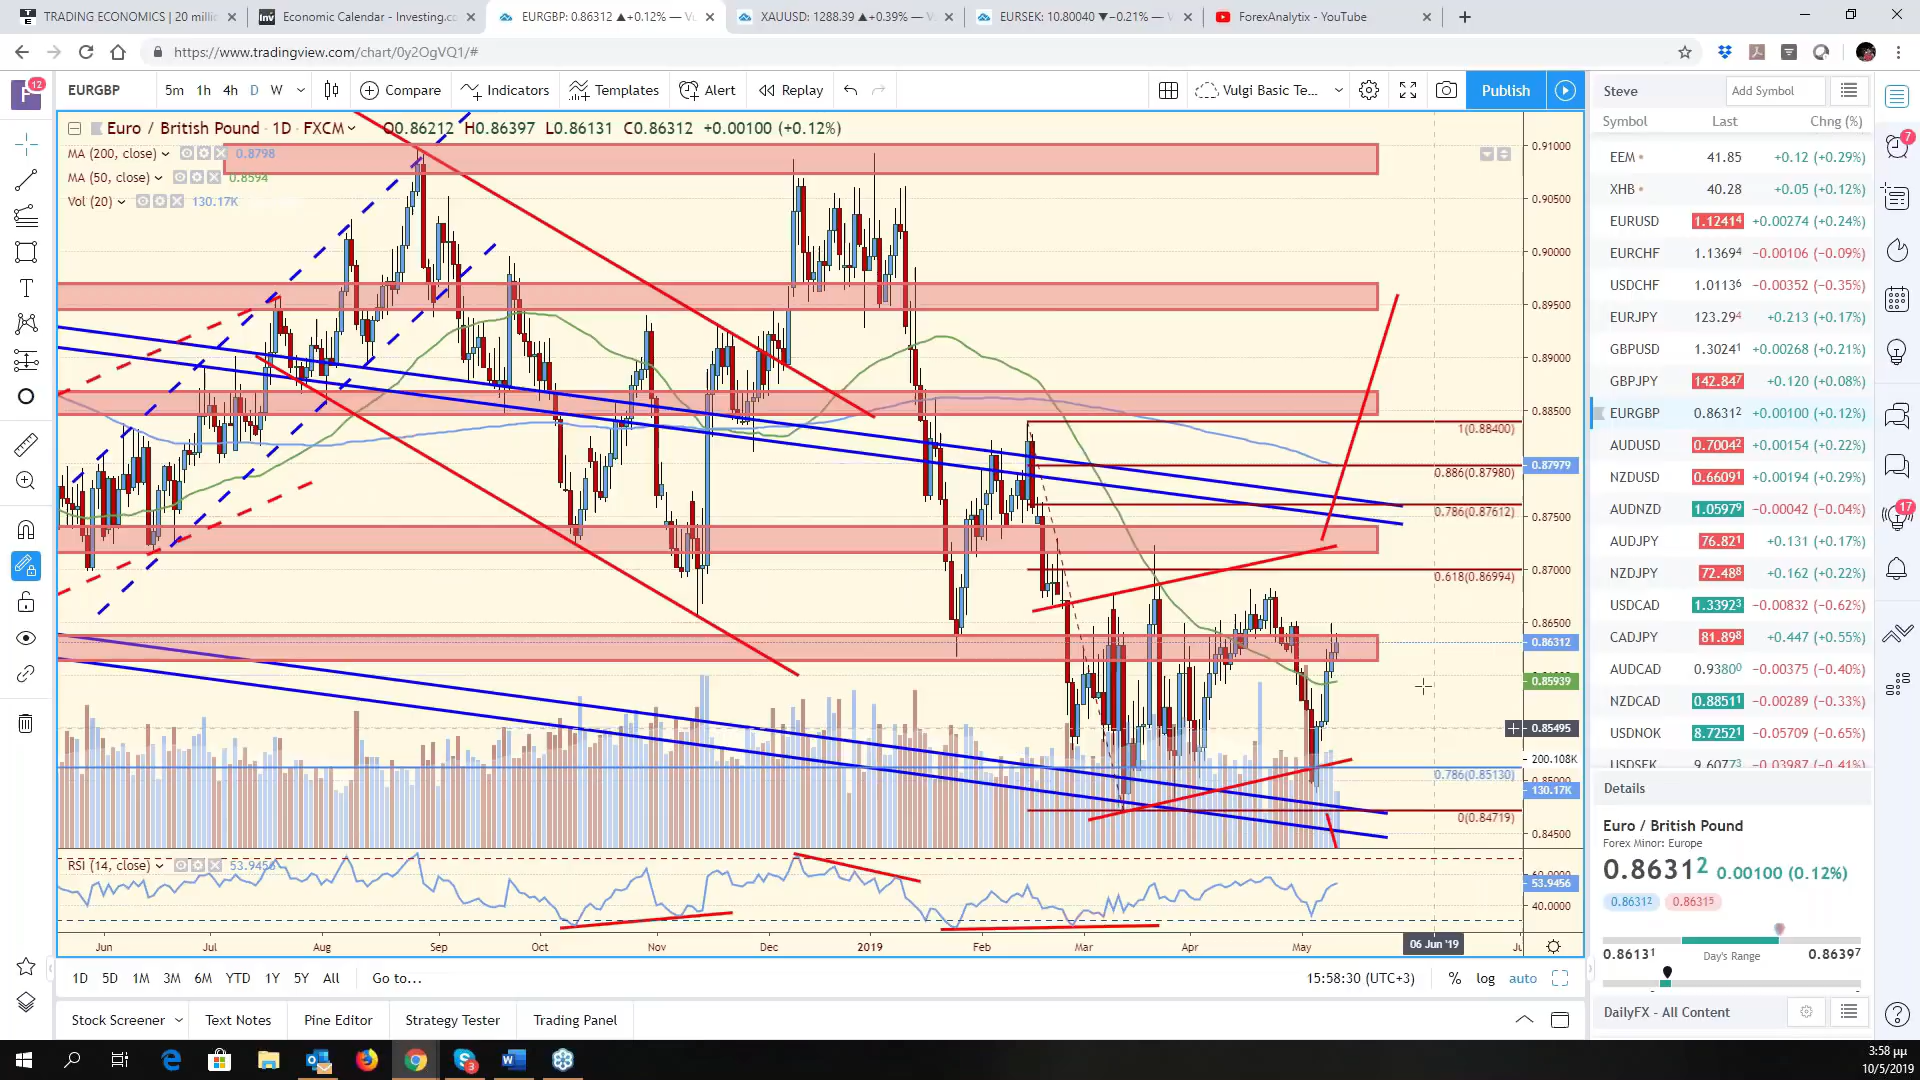 TRADING ECONOMICS | 20 milli
Economic Calendar - Investing.co
EURGBP: 0.86312 ▲+0.12% — V
XAUUSD: 1288.39 ▲+0.39% — V
EURSEK: 10.80040 ▼−0.21% — V
ForexAnalytix - YouTube
https://www.tradingview.com/chart/0y2OgVQ1/#
12
EURGBP
5m
1h
4h
D
W
Compare
Indicators
Templates
Alert
Replay
Vulgi Basic Te...
Publish
Steve
Add Symbol
Euro / British Pound · 1D · FXCM
O0.86212 H0.86397 L0.86131 C0.86312 +0.00100 (+0.12%)
MA (200, close) 0.8798
MA (50, close) 0.8594
Vol (20) 130.17K
0.91000
0.90500
0.90000
0.89500
0.89000
0.88500
1(0.88400)
0.87979
0.886(0.87980)
0.786(0.87612)
0.87500
0.87000
0.618(0.86994)
0.86500
0.86312
0.85939
0.85495
200.108K
0.786(0.85130)
0.85000
130.17K
0(0.84719)
0.84500
RSI (14, close) 53.9456
60.0000
53.9456
40.0000
Jun
Jul
Aug
Sep
Oct
Nov
Dec
2019
Feb
Mar
Apr
May
06 Jun '19
Ju
1D
5D
1M
3M
6M
YTD
1Y
5Y
All
Go to...
15:58:30 (UTC+3)
%
log
auto
Stock Screener
Text Notes
Pine Editor
Strategy Tester
Trading Panel
Symbol Last Chng (%)
EEM 41.85 +0.12 (+0.29%)
XHB 40.28 +0.05 (+0.12%)
EURUSD 1.12414 +0.00274 (+0.24%)
EURCHF 1.13694 −0.00106 (−0.09%)
USDCHF 1.01136 −0.00352 (−0.35%)
EURJPY 123.294 +0.213 (+0.17%)
GBPUSD 1.30241 +0.00268 (+0.21%)
GBPJPY 142.847 +0.120 (+0.08%)
EURGBP 0.86312 +0.00100 (+0.12%)
AUDUSD 0.70042 +0.00154 (+0.22%)
NZDUSD 0.66091 +0.00194 (+0.29%)
AUDNZD 1.05979 −0.00042 (−0.04%)
AUDJPY 76.821 +0.131 (+0.17%)
NZDJPY 72.488 +0.162 (+0.22%)
USDCAD 1.33923 −0.00832 (−0.62%)
CADJPY 81.898 +0.447 (+0.55%)
AUDCAD 0.93800 −0.00375 (−0.40%)
NZDCAD 0.88511 −0.00289 (−0.33%)
USDNOK 8.72521 −0.05709 (−0.65%)
USDSEK 9.60773 −0.03987 (−0.41%)
7
17
Details
Euro / British Pound
Forex Minor: Europe
0.86312 0.00100 (0.12%)
0.86312 0.86315
0.86131 Day's Range 0.86397
DailyFX - All Content
3
3:58 μμ
10/5/2019